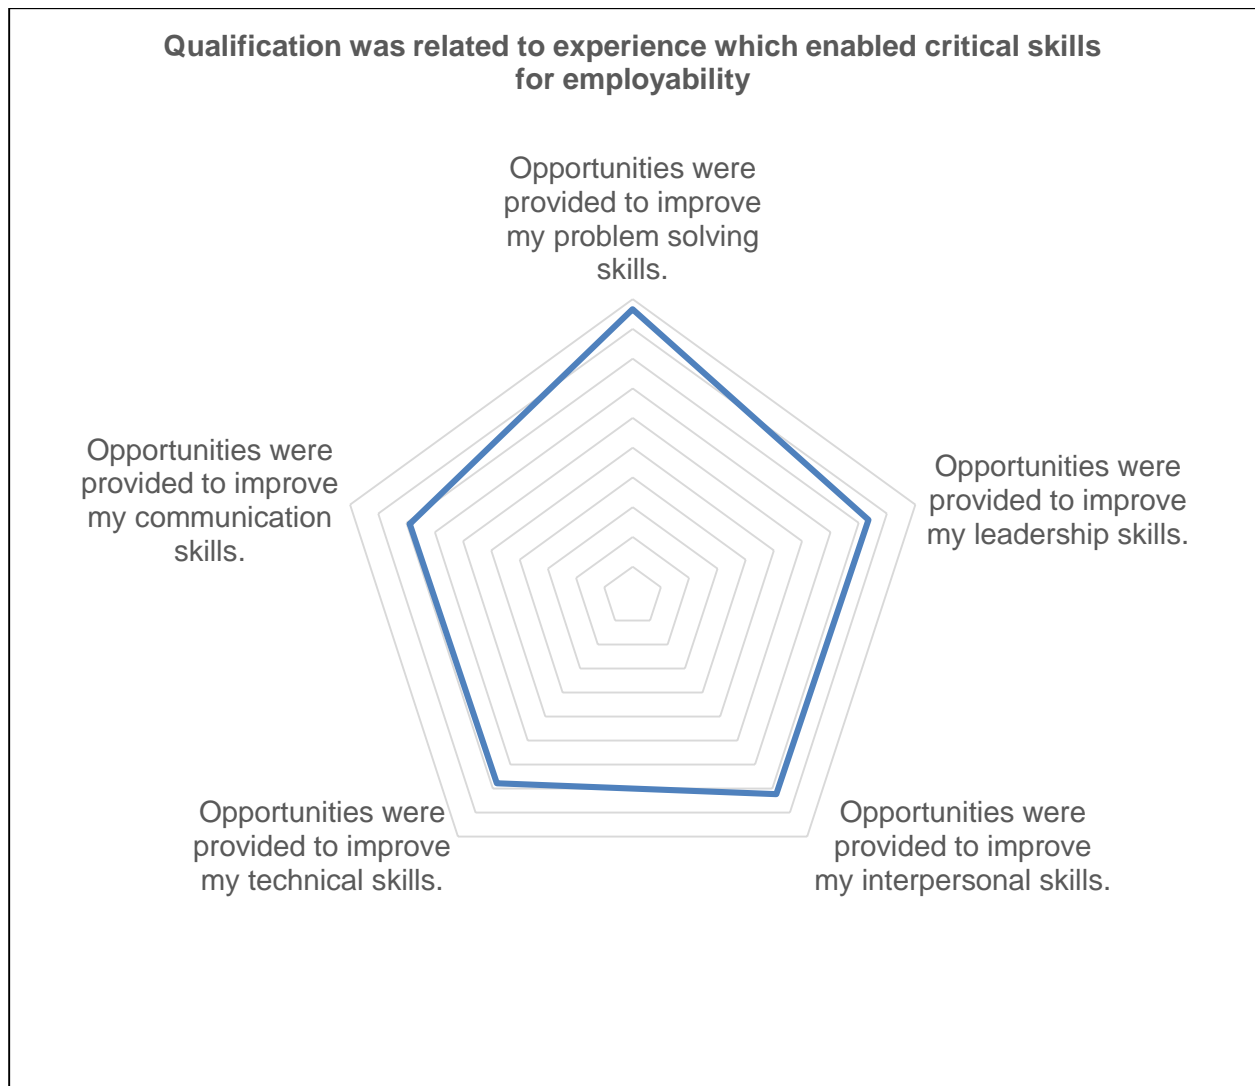 Qualification was related to experience which enabled critical skills
for employability
Opportunities were
provided to improve
my problem solving
skills.
Opportunities were
provided to improve
my leadership skills.
Opportunities were
provided to improve
my interpersonal skills.
Opportunities were
provided to improve
my technical skills.
Opportunities were
provided to improve
my communication
skills.